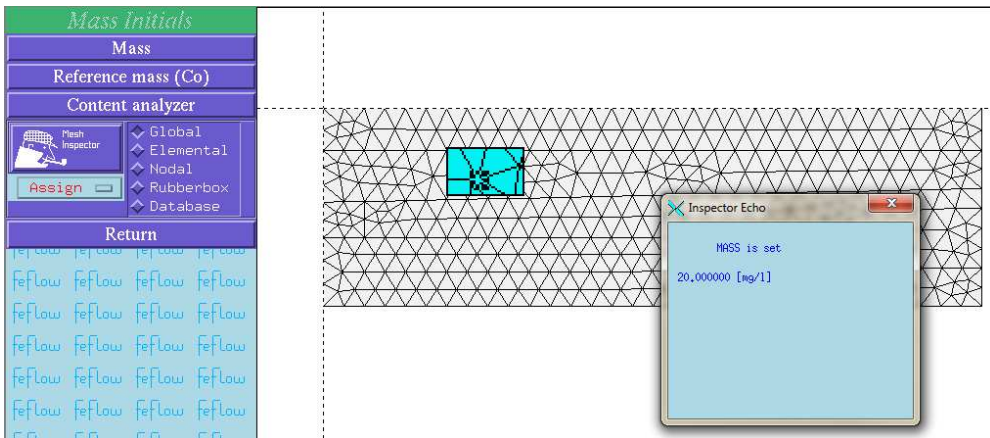 Mass Initials
Mass
Reference mass (Co)
Content analyzer
Mesh
Inspector
Assign
Global
Elemental
Nodal
Rubberbox
Database
Return
feflow feflow feflow feflow
feflow feflow feflow feflow
feflow feflow feflow feflow
feflow feflow feflow feflow
feflow feflow feflow feflow
feflow feflow feflow feflow
Inspector Echo
MASS is set
20.000000 [mg/l]